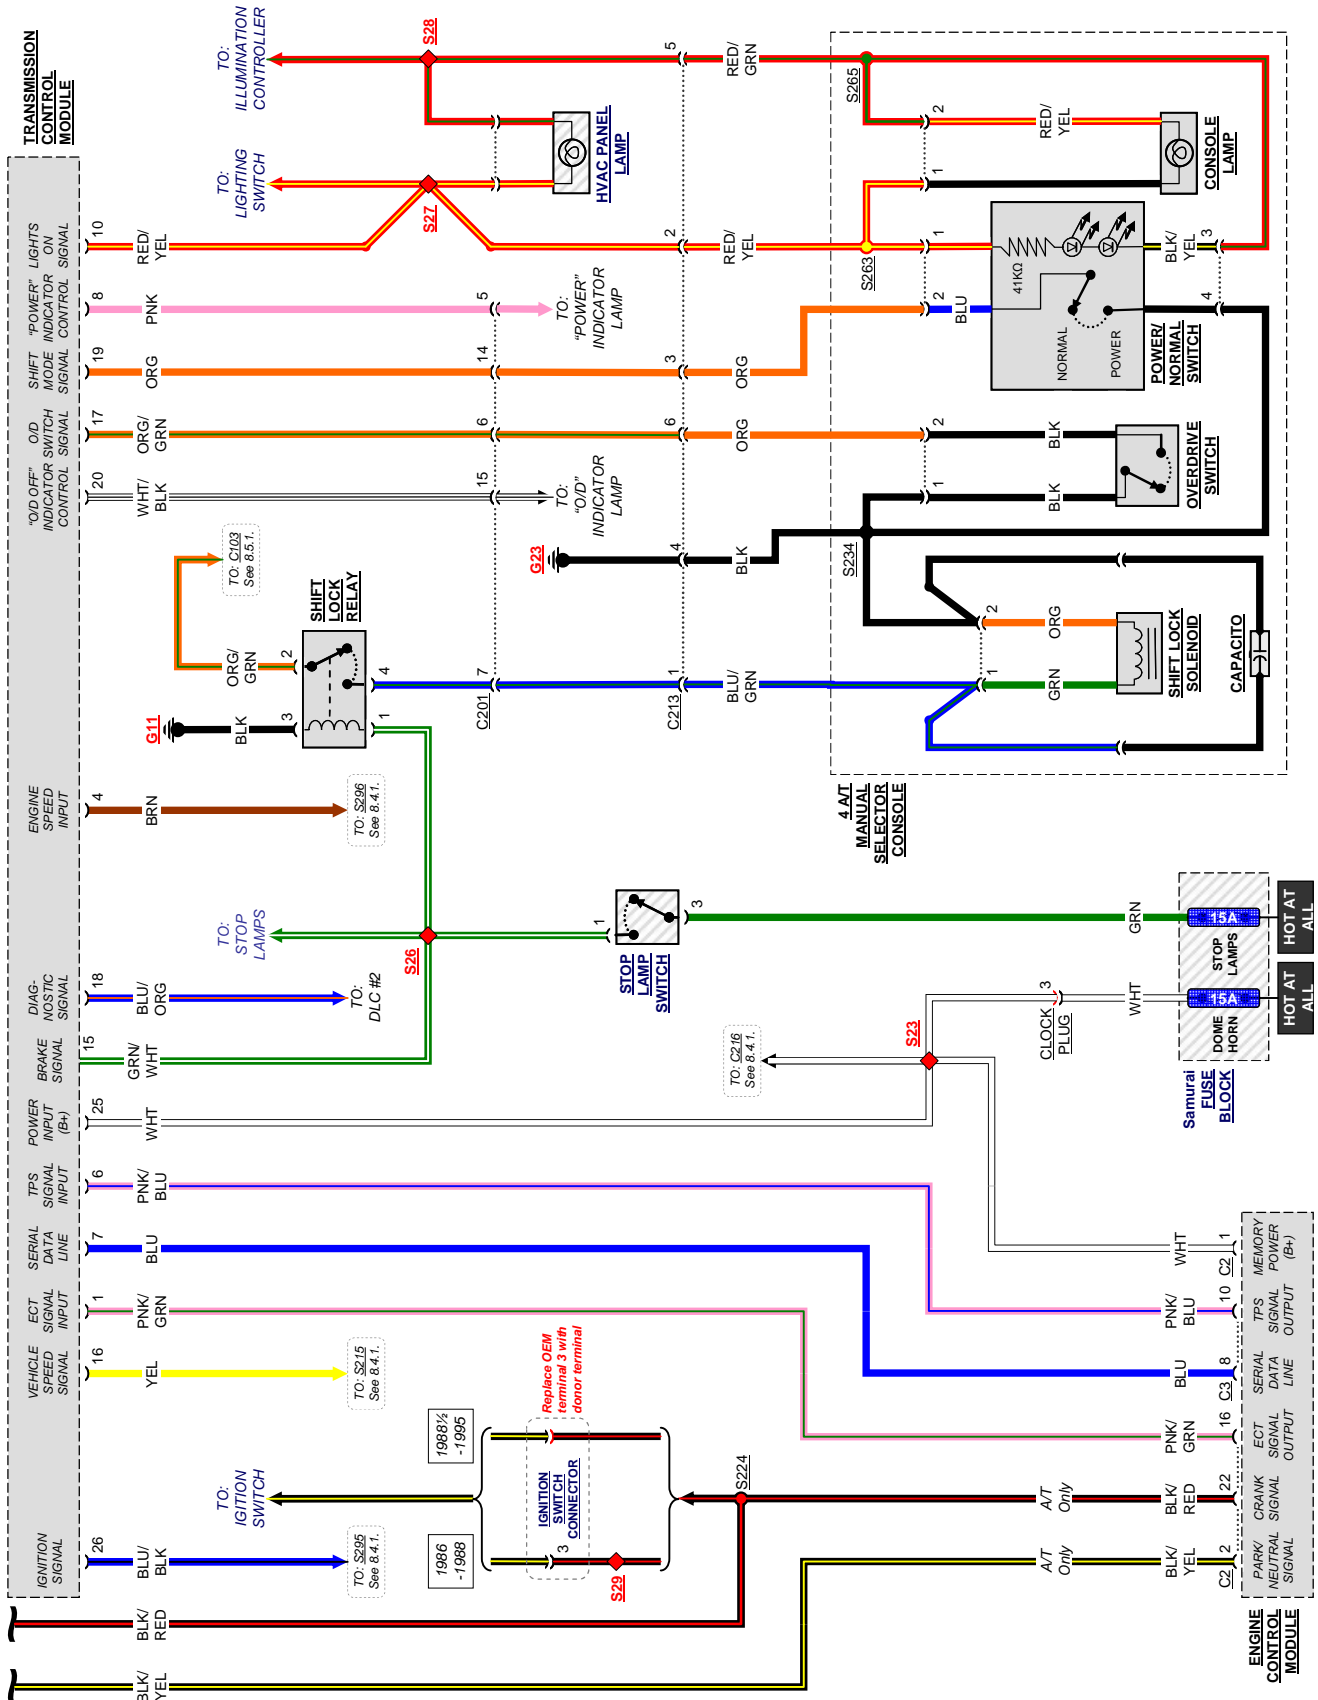 TRANSMISSION
CONTROL
MODULE
LIGHTS
ON
SIGNAL
10
RED/
YEL
"POWER"
INDICATOR
CONTROL
8
PNK
SHIFT
MODE
SIGNAL
19
ORG
O/D
SWITCH
SIGNAL
17
ORG/
GRN
"O/D OFF"
INDICATOR
CONTROL
20
WHT/
BLK
ENGINE
SPEED
INPUT
4
BRN
DIAG-
NOSTIC
SIGNAL
18
BLU/
ORG
BRAKE
SIGNAL
15
GRN/
WHT
POWER
INPUT
(B+)
25
WHT
TPS
SIGNAL
INPUT
6
PNK/
BLU
SERIAL
DATA
LINE
7
BLU
ECT
SIGNAL
INPUT
1
PNK/
GRN
VEHICLE
SPEED
SIGNAL
16
YEL
IGNITION
SIGNAL
26
BLU/
BLK
BLK/
RED
BLK/
YEL
TO:
ILLUMINATION
CONTROLLER
S28
TO:
LIGHTING
SWITCH
S27
HVAC PANEL
LAMP
5
RED/
GRN
2
RED/
YEL
5
TO:
"POWER"
INDICATOR
LAMP
14
3
ORG
6
6
ORG
15
TO:
"O/D"
INDICATOR
LAMP
G23
4
BLK
TO: C103
See 8.5.1.
ORG/
GRN
2
SHIFT
LOCK
RELAY
4
G11
BLK
3
1
7
C201
1
C213
BLU/
GRN
TO: S296
See 8.4.1.
TO:
STOP
LAMPS
S26
1
STOP
LAMP
SWITCH
3
GRN
TO:
DLC #2
S265
2
RED/
YEL
1
CONSOLE
LAMP
S263
1
2
BLU
41KΩ
NORMAL
POWER
BLK/
YEL
3
4
POWER/
NORMAL
SWITCH
2
BLK
1
BLK
OVERDRIVE
SWITCH
S234
2
ORG
1
GRN
SHIFT LOCK
SOLENOID
CAPACITO
4 A/T
MANUAL
SELECTOR
CONSOLE
15A
STOP
LAMPS
HOT AT
ALL
15A
DOME
HORN
HOT AT
ALL
Samurai
FUSE
BLOCK
TO: C216
See 8.4.1.
S23
CLOCK
PLUG
3
WHT
TO: S215
See 8.4.1.
TO: S295
See 8.4.1.
TO:
IGITION
SWITCH
1988½
-1995
1986
-1988
Replace OEM
terminal 3 with
donor terminal
IGNITION
SWITCH
CONNECTOR
3
S29
S224
WHT
1
C2
MEMORY
POWER
(B+)
PNK/
BLU
10
TPS
SIGNAL
OUTPUT
BLU
8
C3
SERIAL
DATA
LINE
PNK/
GRN
16
ECT
SIGNAL
OUTPUT
A/T
Only
BLK/
RED
22
CRANK
SIGNAL
A/T
Only
BLK/
YEL
2
C2
PARK/
NEUTRAL
SIGNAL
ENGINE
CONTROL
MODULE